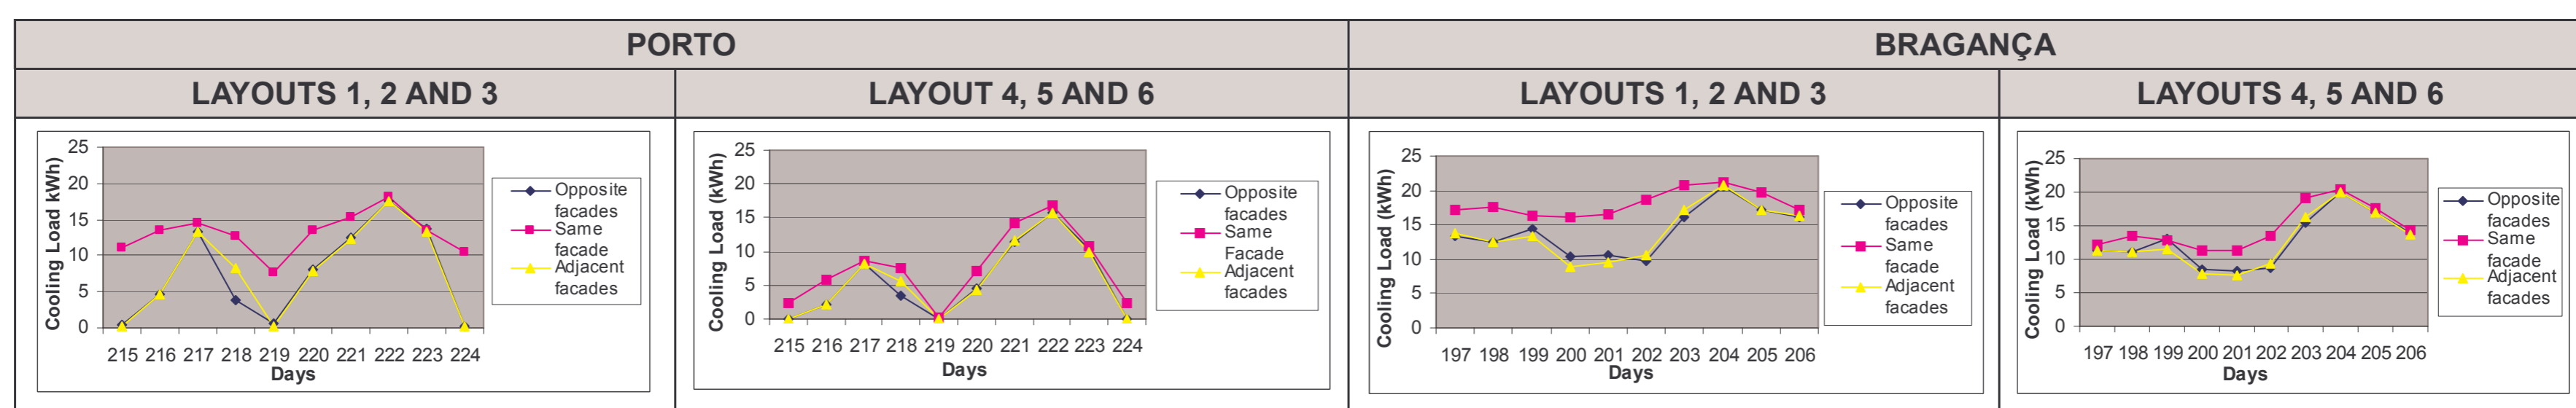 PORTO
BRAGANÇA
LAYOUTS 1, 2 AND 3
LAYOUT 4, 5 AND 6
LAYOUTS 1, 2 AND 3
LAYOUTS 4, 5 AND 6
Cooling Load kWh)
25
20
15
10
5
0
215 216 217 218 219 220 221 222 223 224
Days
Opposite
facades
Same
facade
Adjacent
facades
Cooling Load (kWh)
25
20
15
10
5
0
215 216 217 218 219 220 221 222 223 224
Days
Opposite
facades
Same
Facade
Adjacent
facades
Cooling Load (kWh)
25
20
15
10
5
0
197 198 199 200 201 202 203 204 205 206
Days
Opposite
facades
Same
facade
Adjacent
facades
Cooling Load (kWh)
25
20
15
10
5
0
197 198 199 200 201 202 203 204 205 206
Days
Opposite
facades
Same
facade
Adjacent
facades